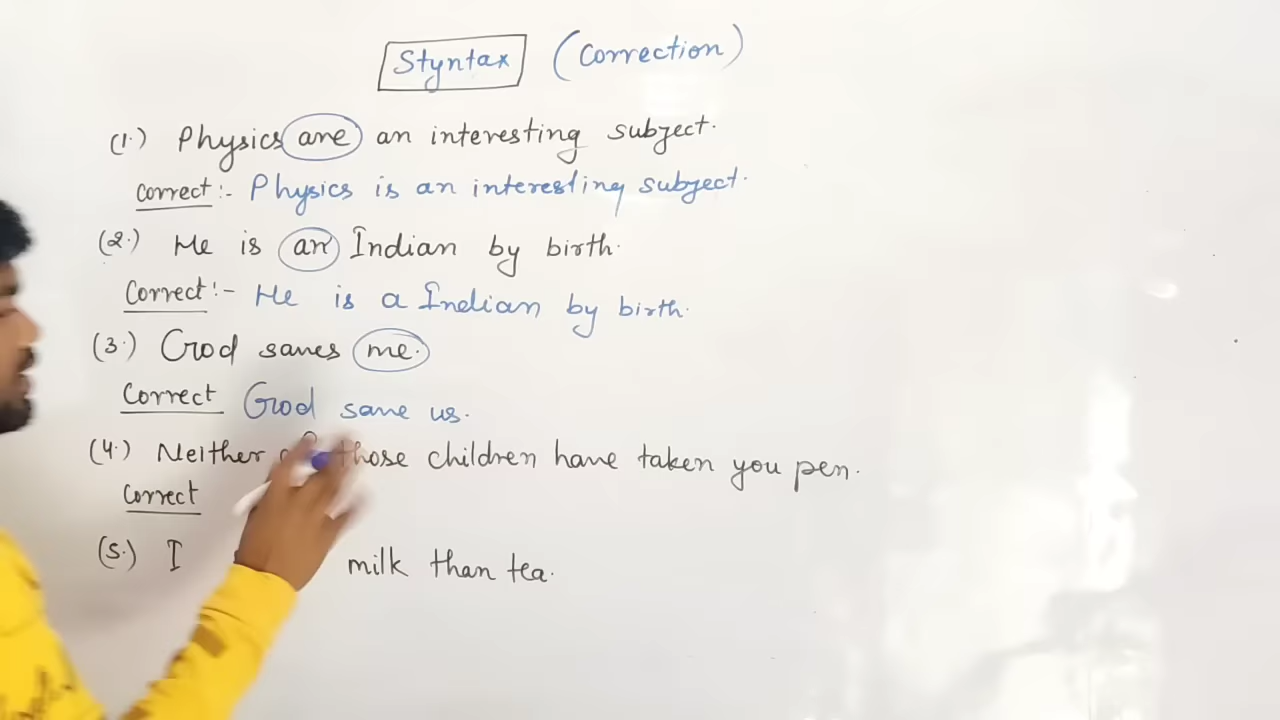 Styntax (Correction)
(1.) Physics are an interesting subject.
Correct :- Physics is an interesting subject.
(2.) He is an Indian by birth.
Correct :- He is a Indian by birth.
(3.) God saves me.
Correct God save us.
(4.) Neither those children have taken you pen.
Correct
(5.) I milk than tea.